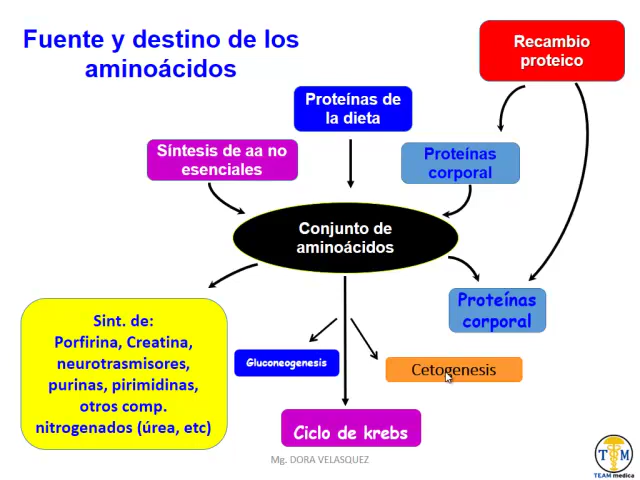 Fuente y destino de los
aminoácidos
Recambio
proteico
Proteínas de
la dieta
Síntesis de aa no
esenciales
Proteínas
corporal
Conjunto de
aminoácidos
Proteínas
corporal
Sint. de:
Porfirina, Creatina,
neurotrasmisores,
purinas, pirimidinas,
otros comp.
nitrogenados (úrea, etc)
Gluconeogenesis
Cetogenesis
Ciclo de krebs
Mg. DORA VELASQUEZ
T M
TEAM medica